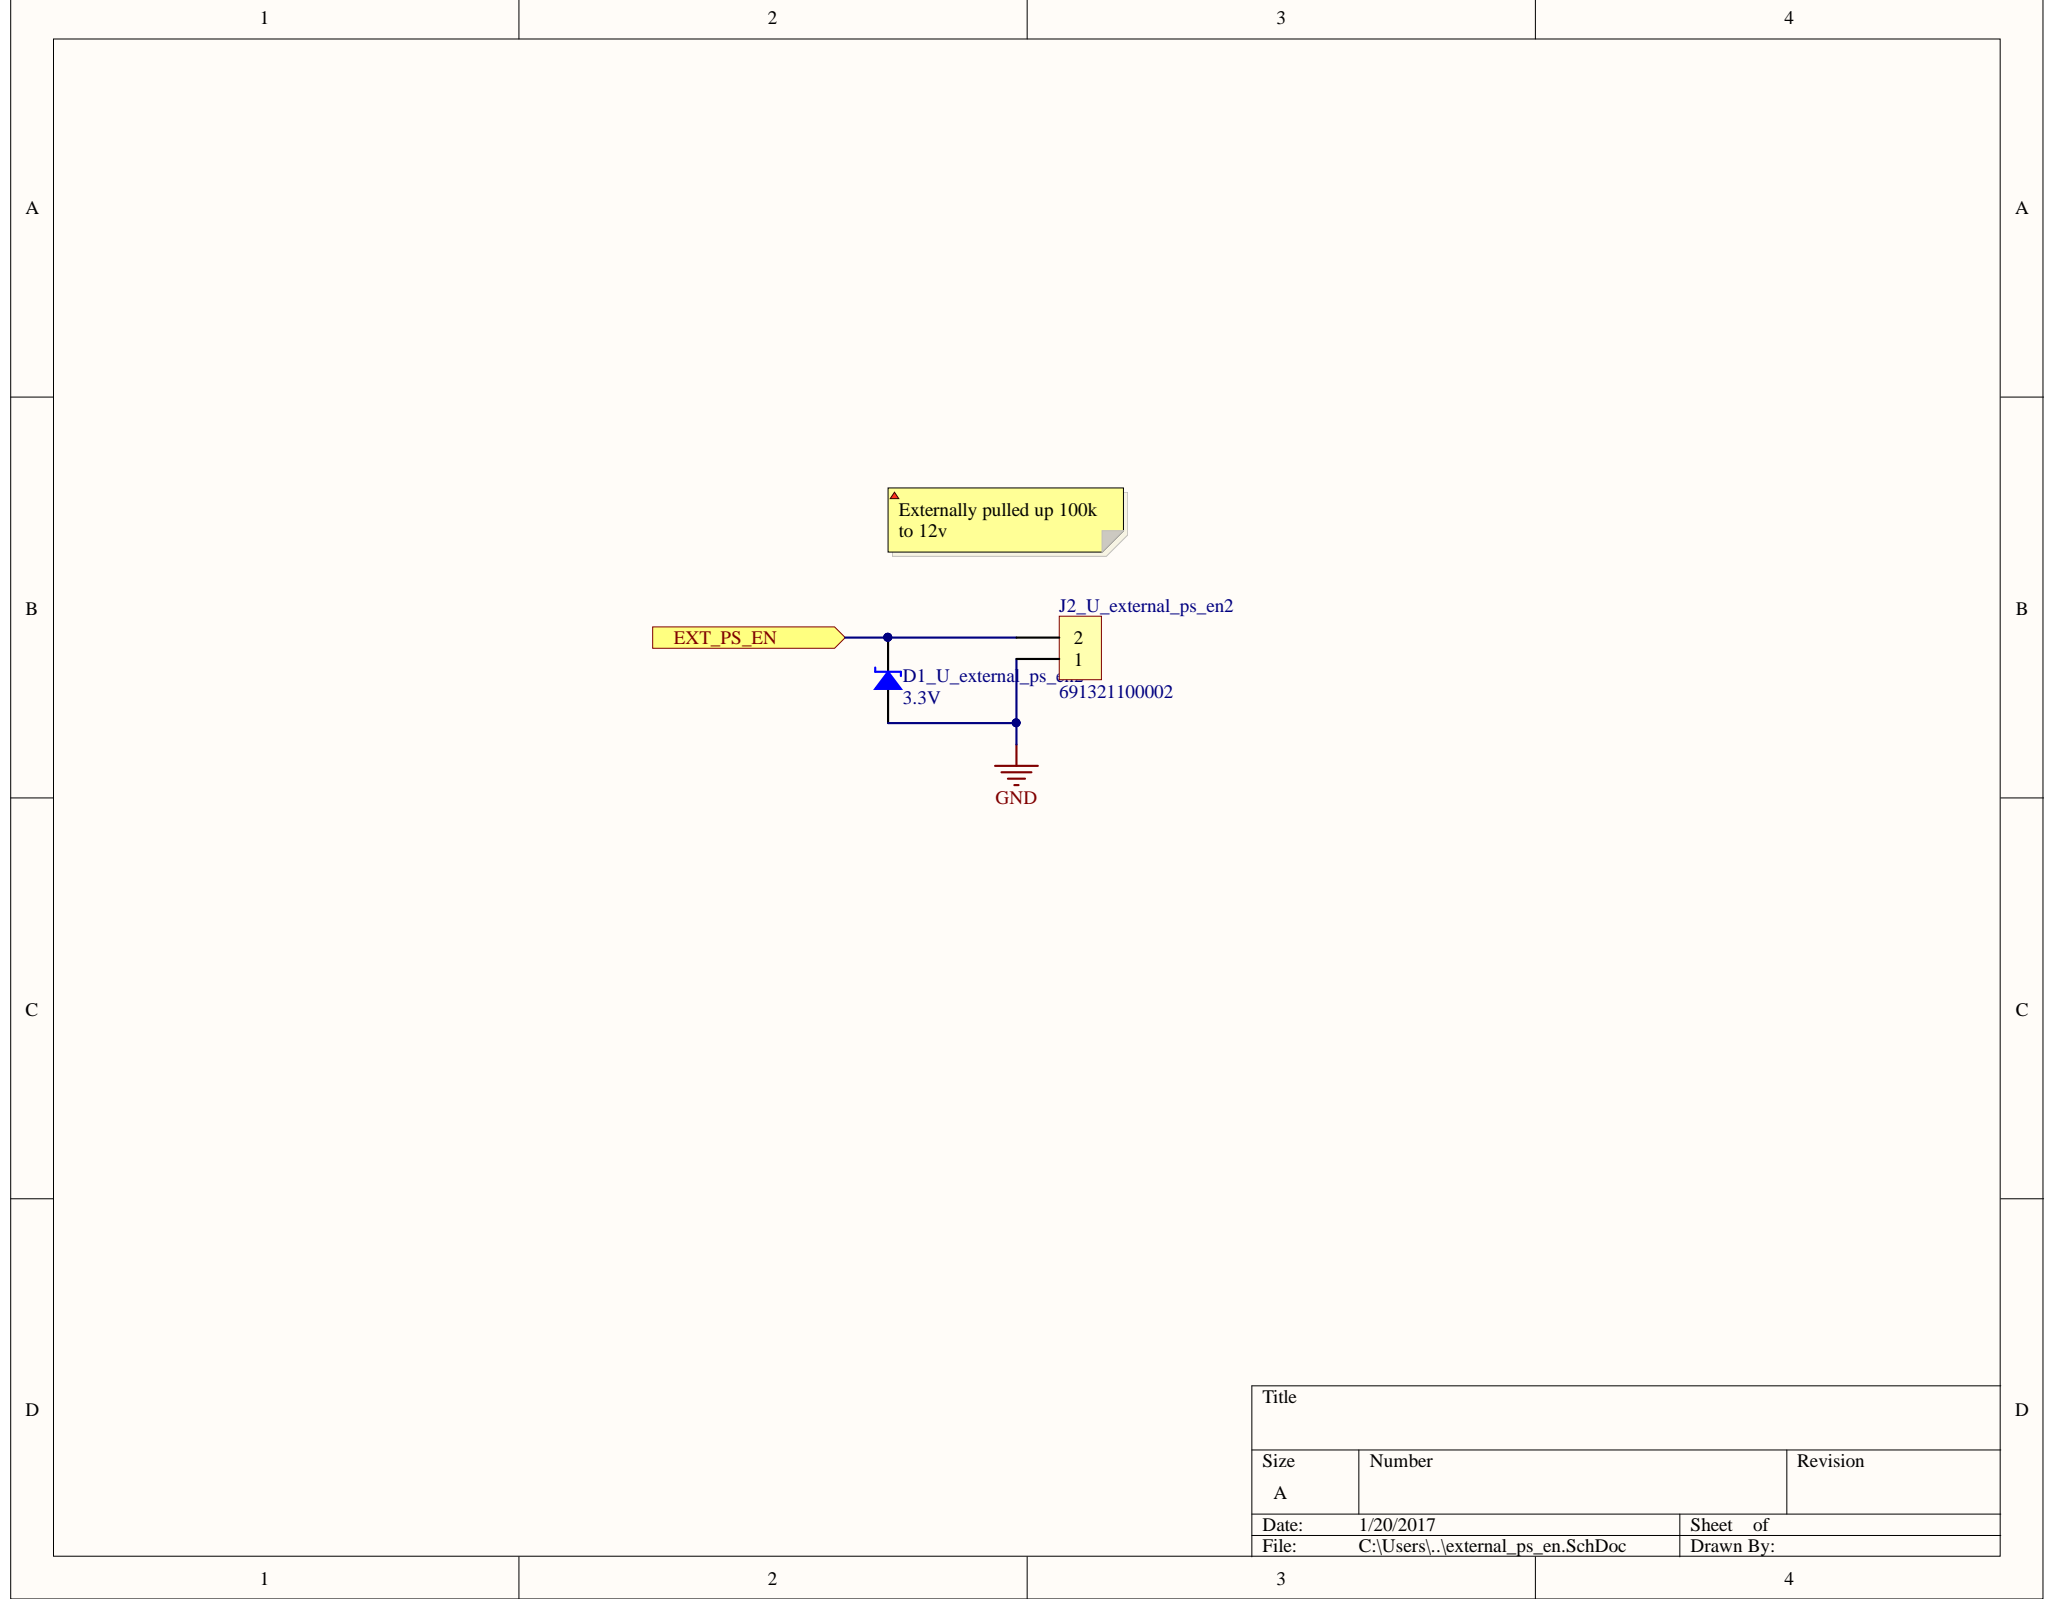 1 2 3 4
A A
Externally pulled up 100k
to 12v
B B
J2_U_external_ps_en2
EXT_PS_EN
2
1
D1_U_external_ps_en2
3.3V
691321100002
GND
C C
D D
Title
Size Number Revision
A
Date: 1/20/2017 Sheet of
File: C:\Users\..\external_ps_en.SchDoc Drawn By:
1 2 3 4